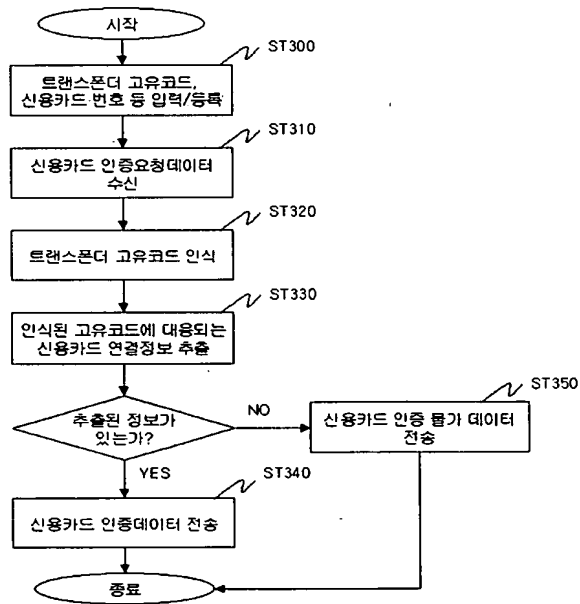 시작
ST300
트랜스폰더 고유코드,
신용카드 번호 등 입력/등록
ST310
신용카드 인증요청데이터
수신
ST320
트랜스폰더 고유코드 인식
ST330
인식된 고유코드에 대응되는
신용카드 연결정보 추출
추출된 정보가
있는가?
NO
ST350
신용카드 인증 불가 데이터
전송
YES
ST340
신용카드 인증데이터 전송
종료